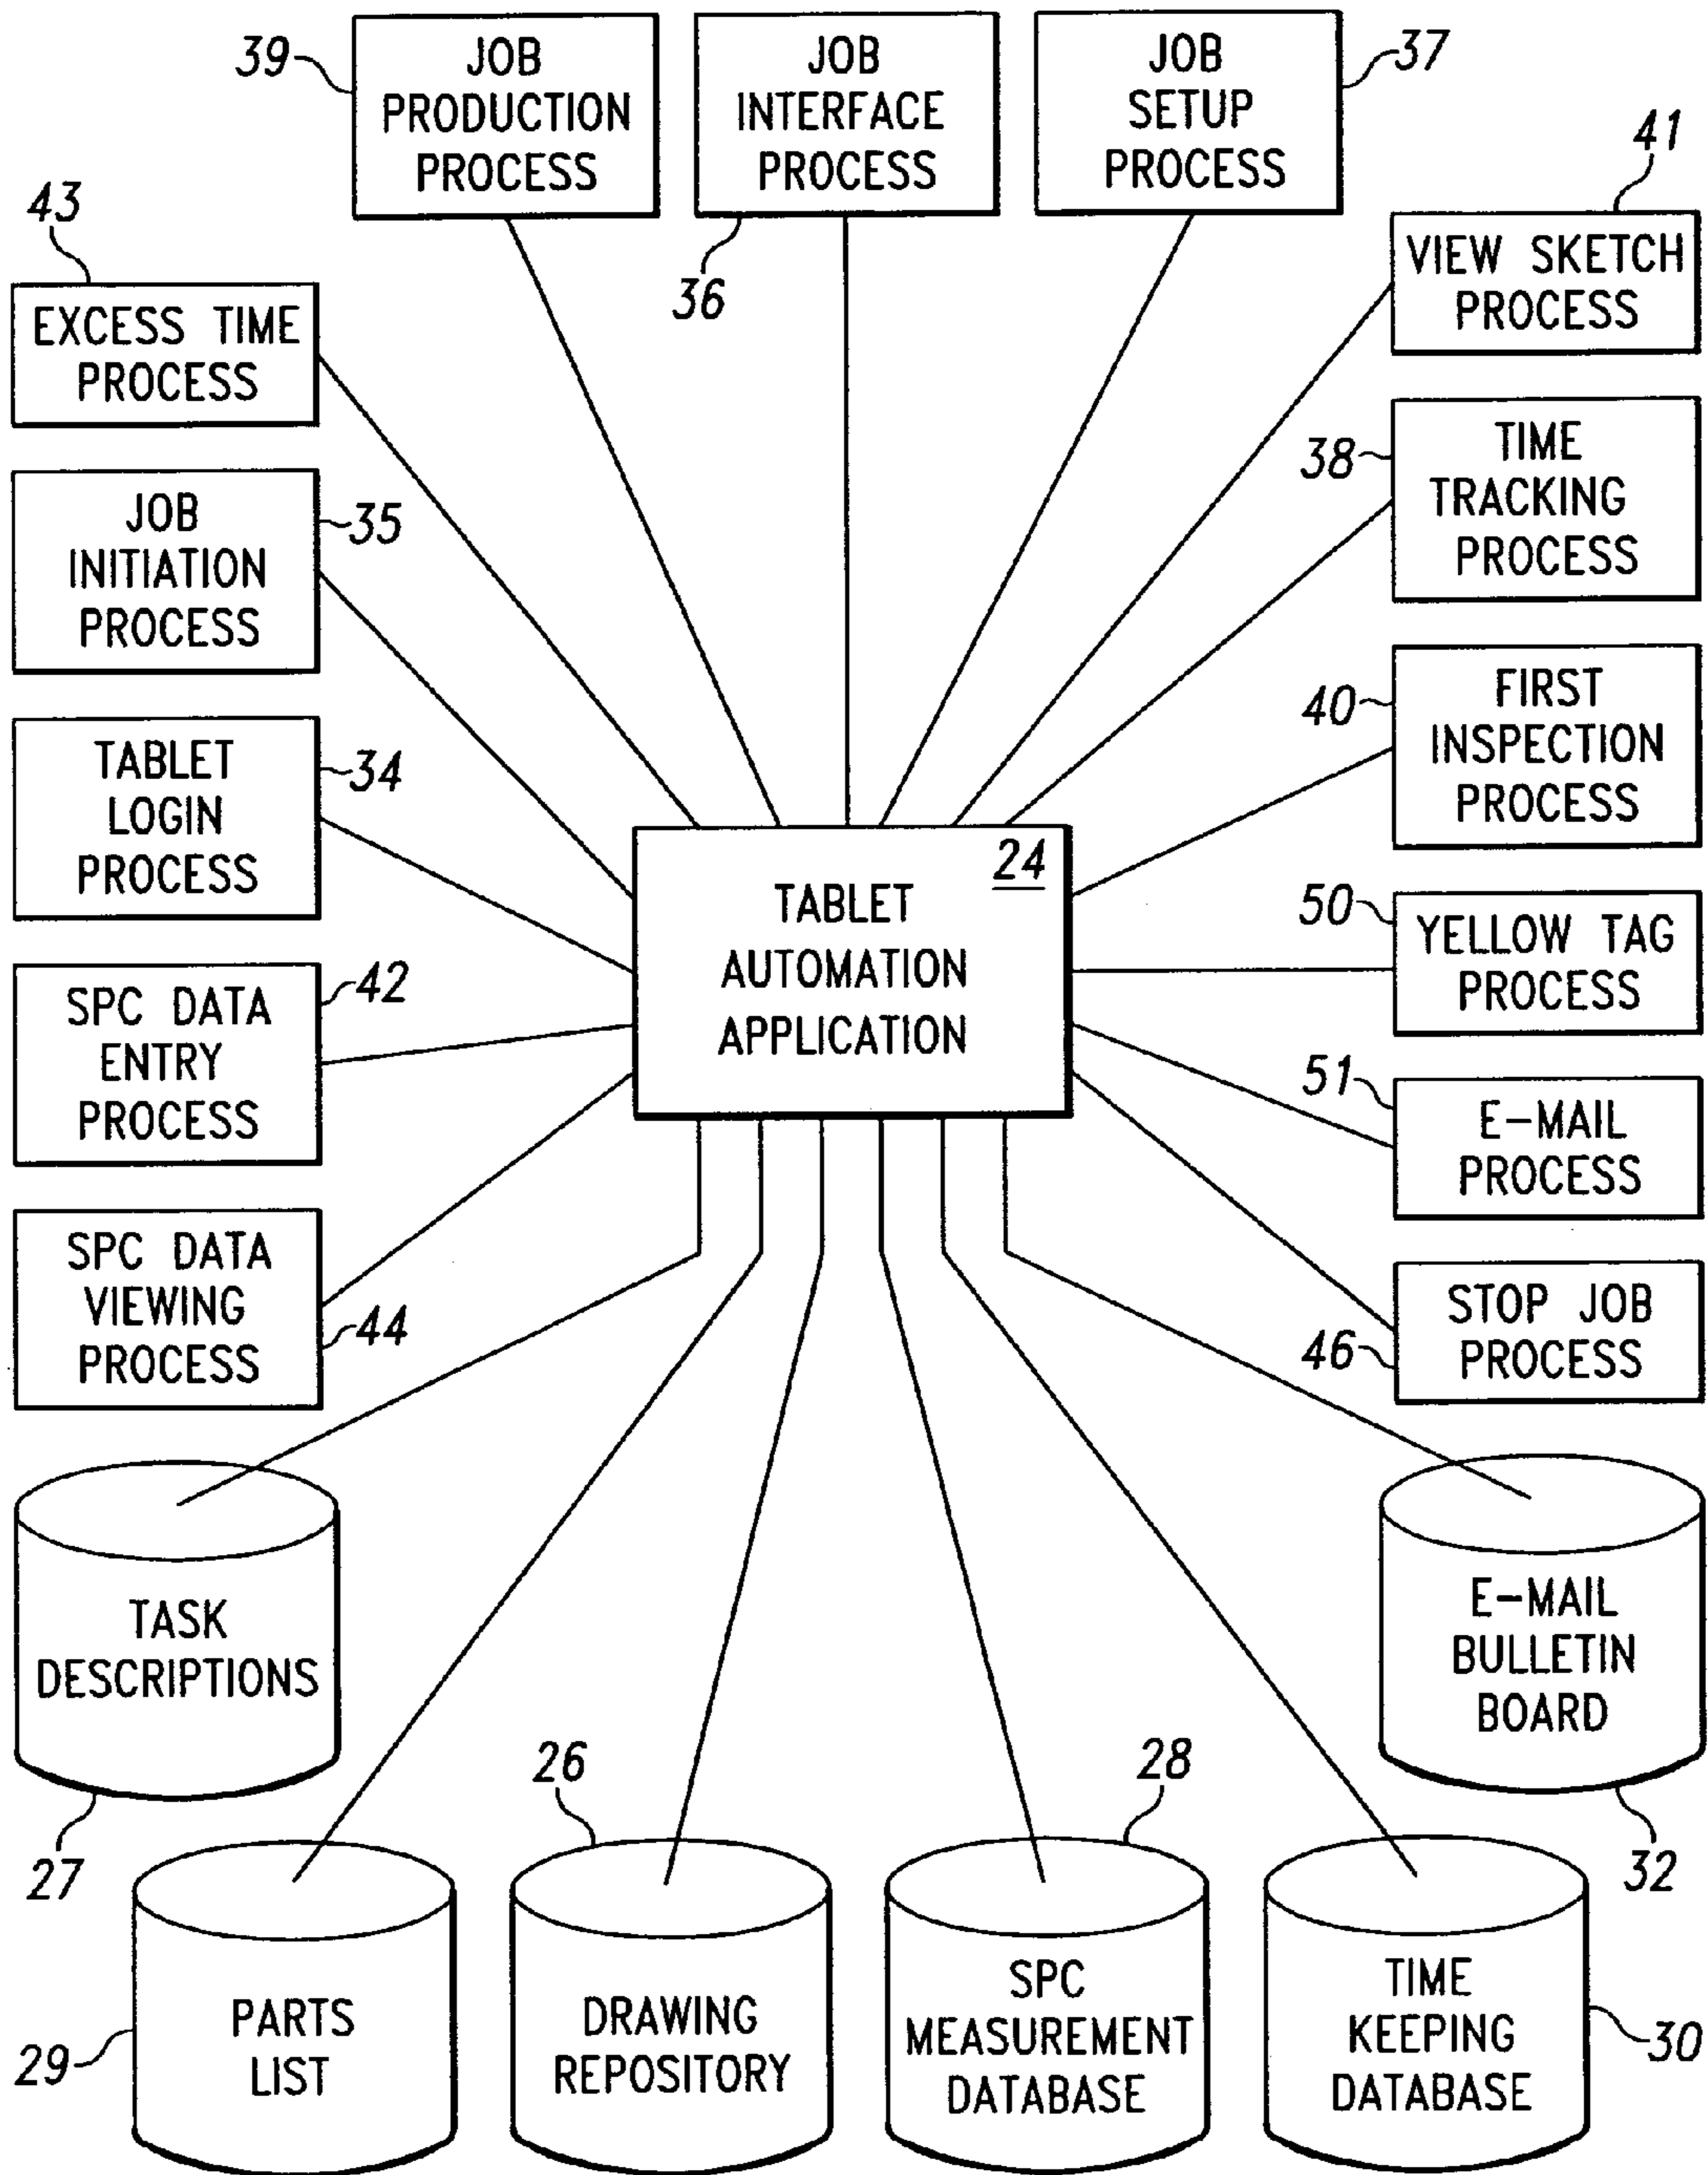 39
JOB
PRODUCTION
PROCESS
JOB
INTERFACE
PROCESS
36
JOB
SETUP
PROCESS
37
41
VIEW SKETCH
PROCESS
43
EXCESS TIME
PROCESS
38
TIME
TRACKING
PROCESS
JOB
INITIATION
PROCESS
35
40
FIRST
INSPECTION
PROCESS
TABLET
LOGIN
PROCESS
34
24
TABLET
AUTOMATION
APPLICATION
50
YELLOW TAG
PROCESS
SPC DATA
ENTRY
PROCESS
42
51
E-MAIL
PROCESS
SPC DATA
VIEWING
PROCESS
44
STOP JOB
PROCESS
46
TASK
DESCRIPTIONS
27
E-MAIL
BULLETIN
BOARD
32
PARTS
LIST
29
26
DRAWING
REPOSITORY
28
SPC
MEASUREMENT
DATABASE
TIME
KEEPING
DATABASE
30